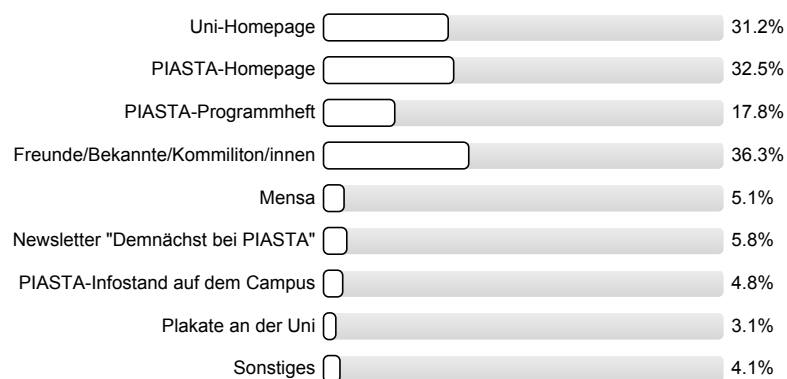 Uni-Homepage 31.2%
PIASTA-Homepage 32.5%
PIASTA-Programmheft 17.8%
Freunde/Bekannte/Kommiliton/innen 36.3%
Mensa 5.1%
Newsletter "Demnächst bei PIASTA" 5.8%
PIASTA-Infostand auf dem Campus 4.8%
Plakate an der Uni 3.1%
Sonstiges 4.1%